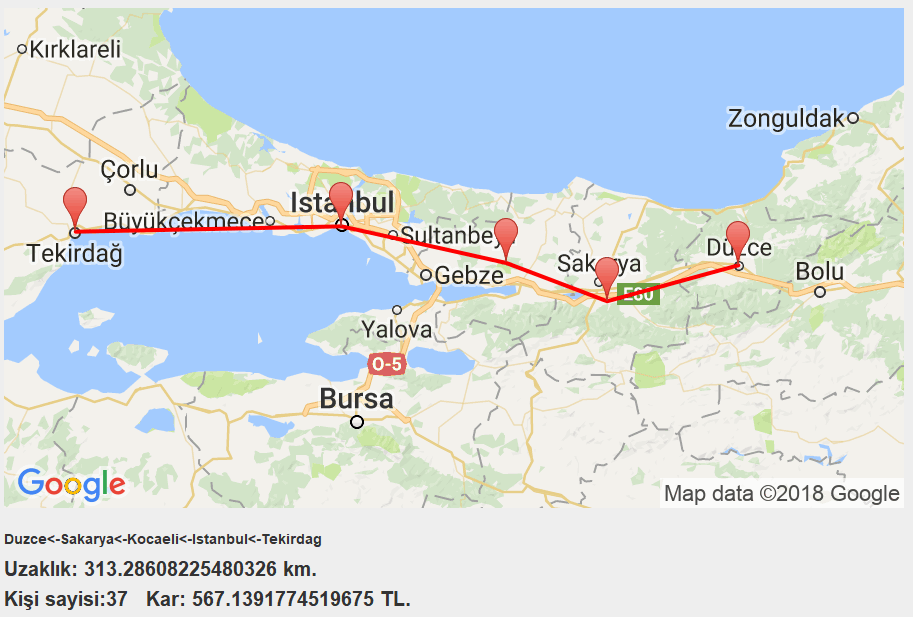 Kırklareli
Zonguldak
Çorlu
Istanbul
Büyükçekmece
Sultanbeyli
Tekirdağ
Düzce
Sakarya
Gebze
Bolu
E80
Yalova
O-5
Bursa
Google
Map data ©2018 Google
Duzce<-Sakarya<-Kocaeli<-Istanbul<-Tekirdag
Uzaklık: 313.28608225480326 km.
Kişi sayisi:37 Kar: 567.1391774519675 TL.